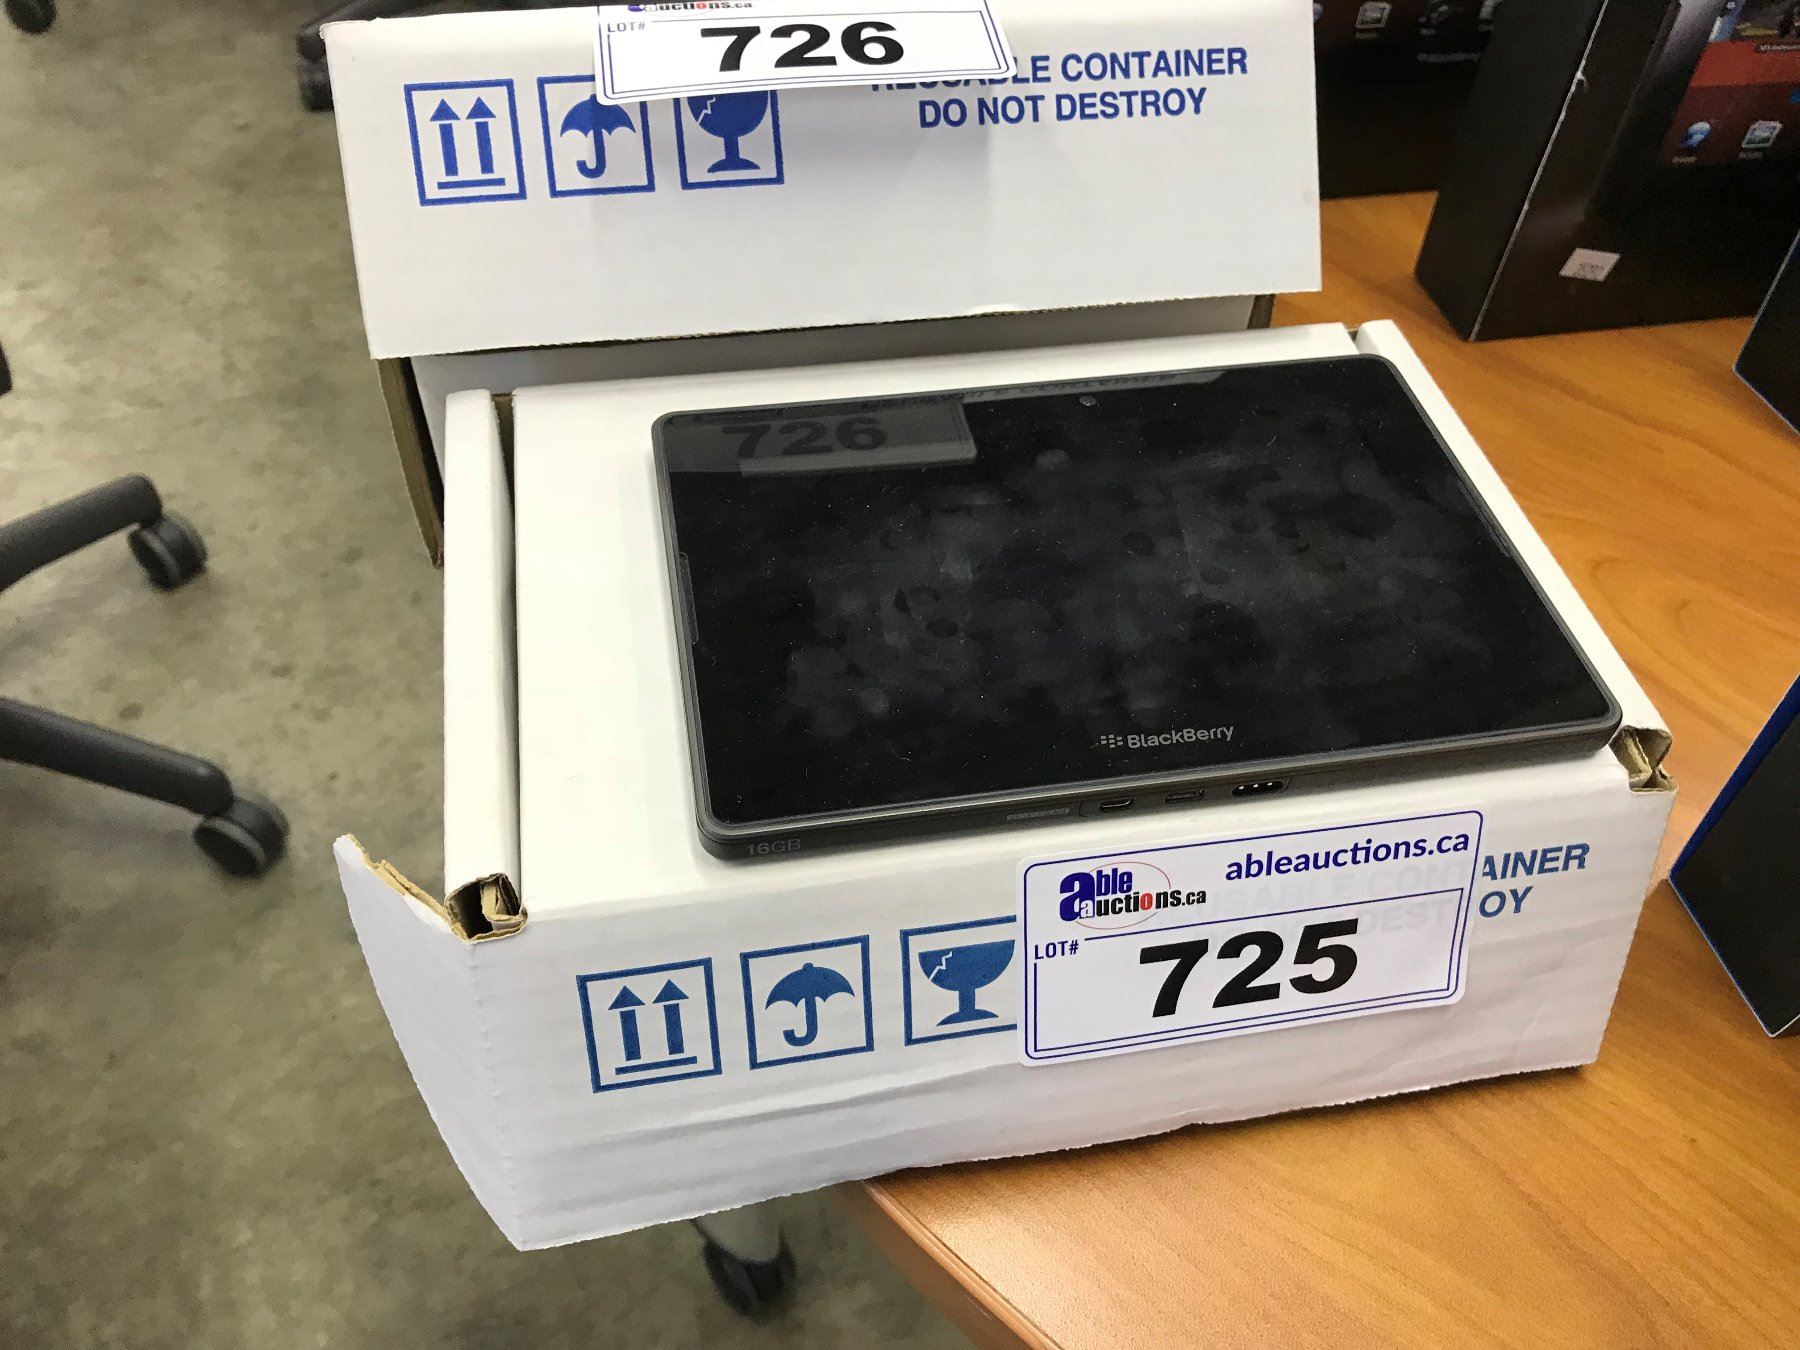 auctions.ca
LOT#
726
LE CONTAINER
DO NOT DESTROY
726
BlackBerry
16GB
able
auctions.ca
ableauctions.ca
LOT#
725
AINER
OY